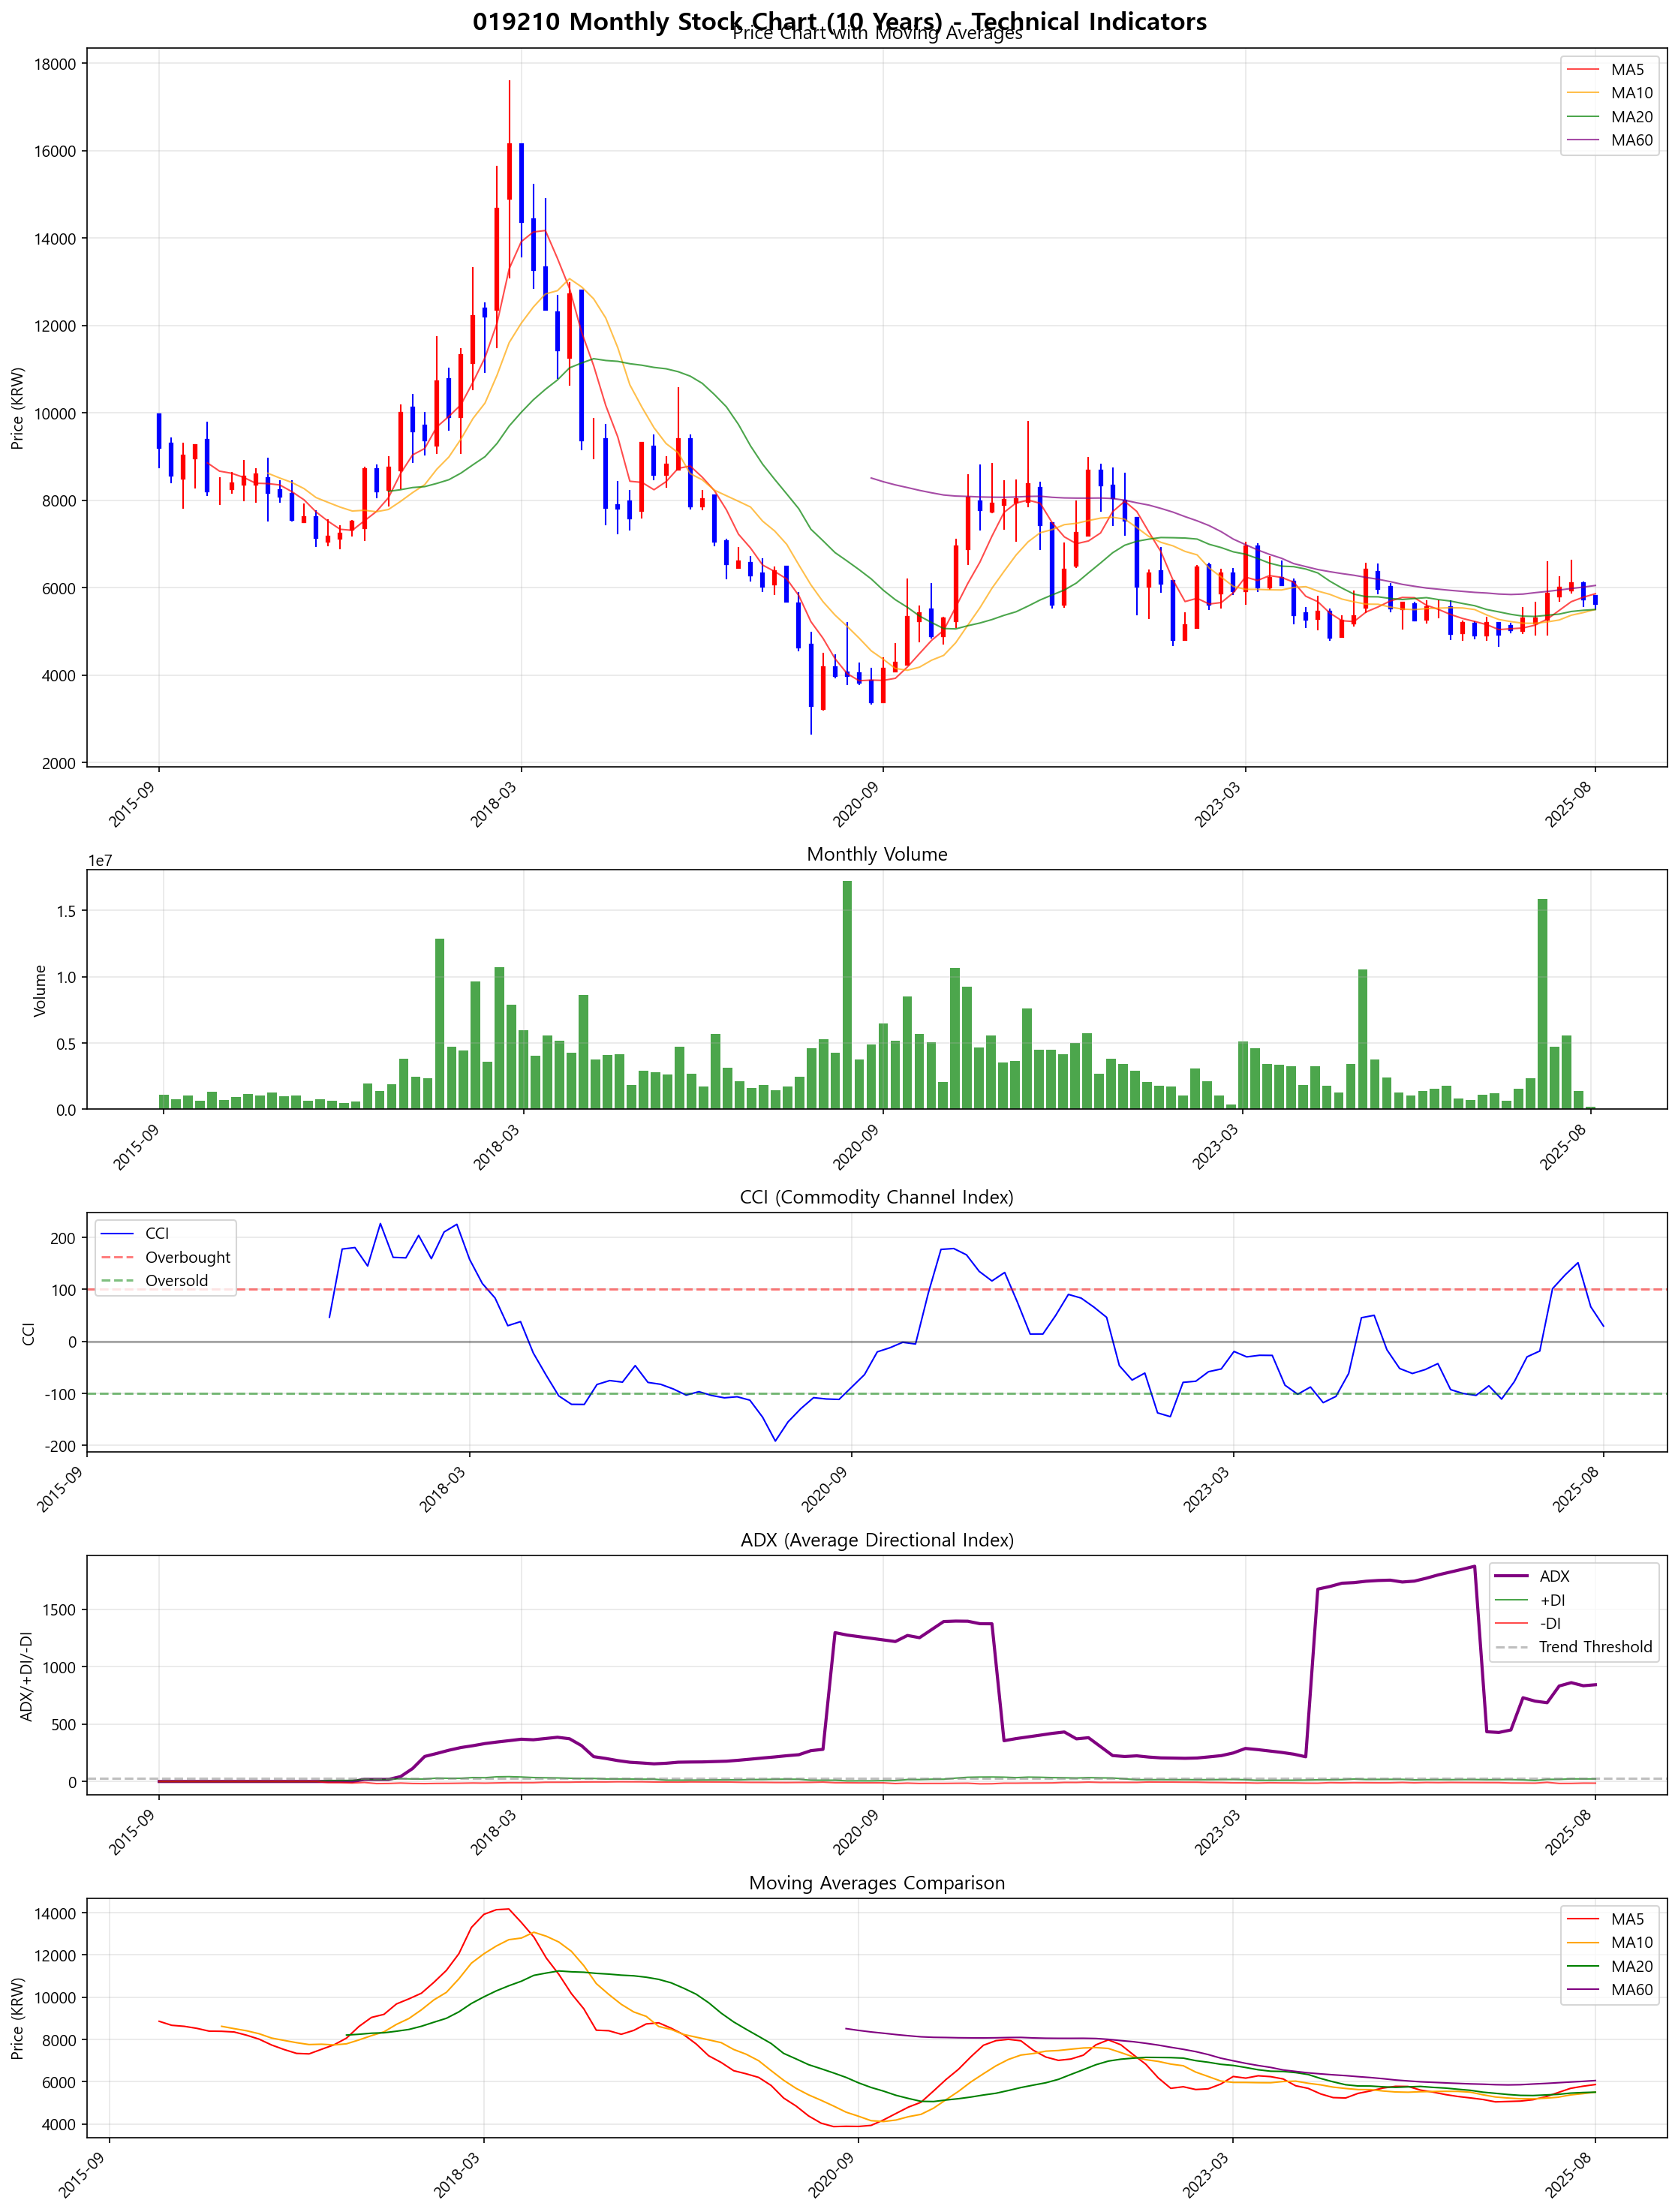 019210 Monthly Stock Chart (10 Years) - Technical Indicators
Price Chart with Moving Averages
MA5
MA10
MA20
MA60
Price (KRW)
18000
16000
14000
12000
10000
8000
6000
4000
2000
2015-09
2018-03
2020-09
2023-03
2025-08
Monthly Volume
1e7
Volume
1.5
1.0
0.5
0.0
2015-09
2018-03
2020-09
2023-03
2025-08
CCI (Commodity Channel Index)
CCI
Overbought
Oversold
CCI
200
100
0
-100
-200
2015-09
2018-03
2020-09
2023-03
2025-08
ADX (Average Directional Index)
ADX
+DI
-DI
Trend Threshold
ADX/+DI/-DI
1500
1000
500
0
2015-09
2018-03
2020-09
2023-03
2025-08
Moving Averages Comparison
MA5
MA10
MA20
MA60
Price (KRW)
14000
12000
10000
8000
6000
4000
2015-09
2018-03
2020-09
2023-03
2025-08